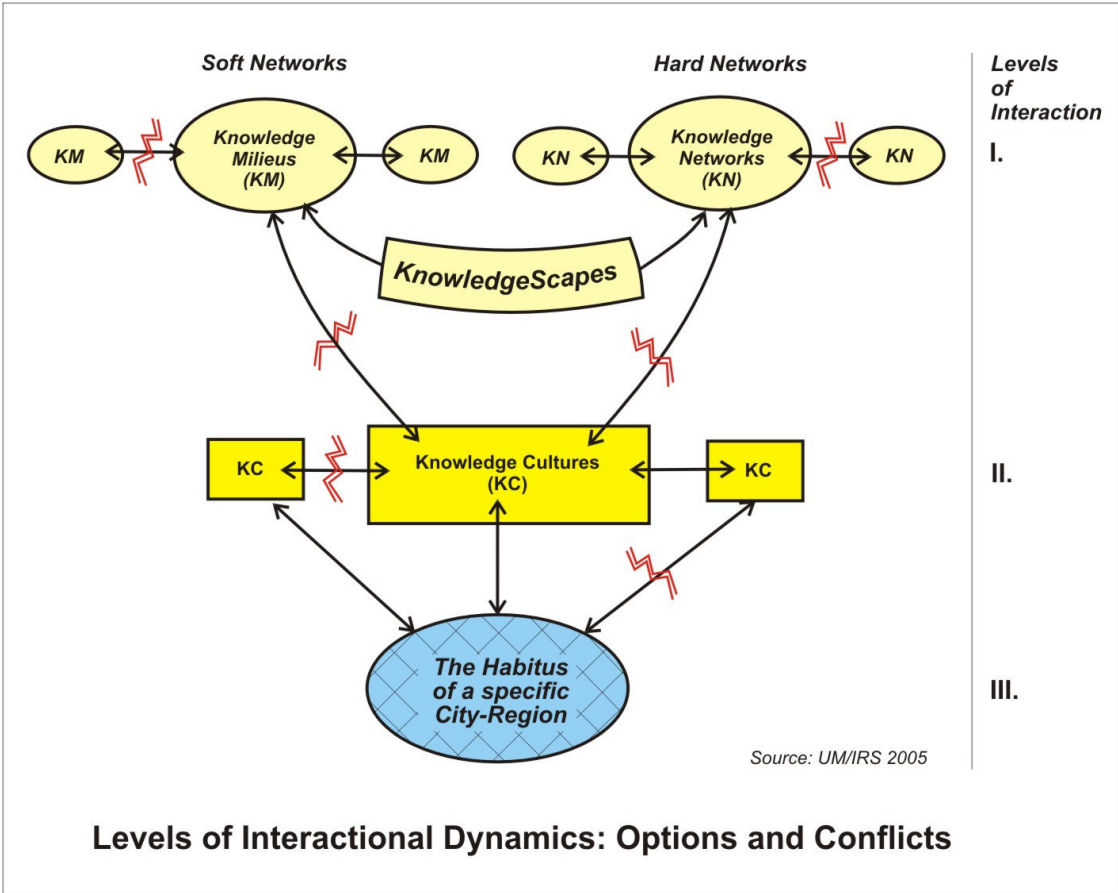 Soft Networks
Hard Networks
Levels
of
Interaction
KM
Knowledge
Milieus
(KM)
KM
KN
Knowledge
Networks
(KN)
KN
I.
KnowledgeScapes
KC
Knowledge Cultures
(KC)
KC
II.
The Habitus
of a specific
City-Region
III.
Source: UM/IRS 2005
Levels of Interactional Dynamics: Options and Conflicts